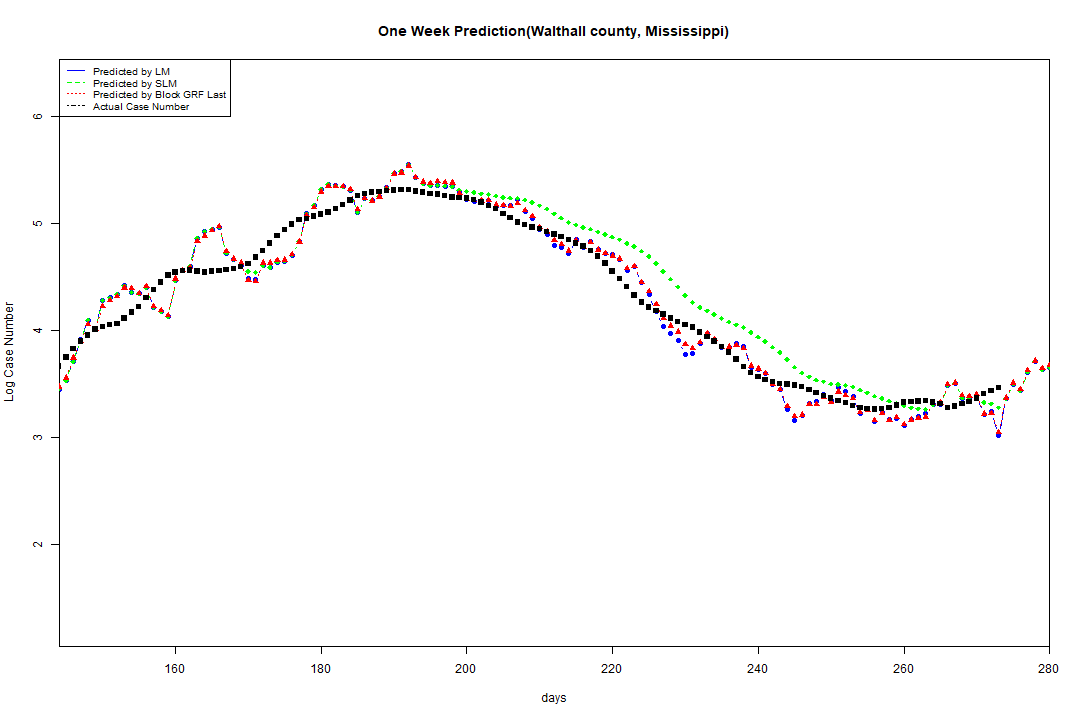 One Week Prediction(Walthall county, Mississippi)
Predicted by LM
Predicted by SLM
Predicted by Block GRF Last
Actual Case Number
6
5
4
3
2
Log Case Number
160 180 200 220 240 260 280
days